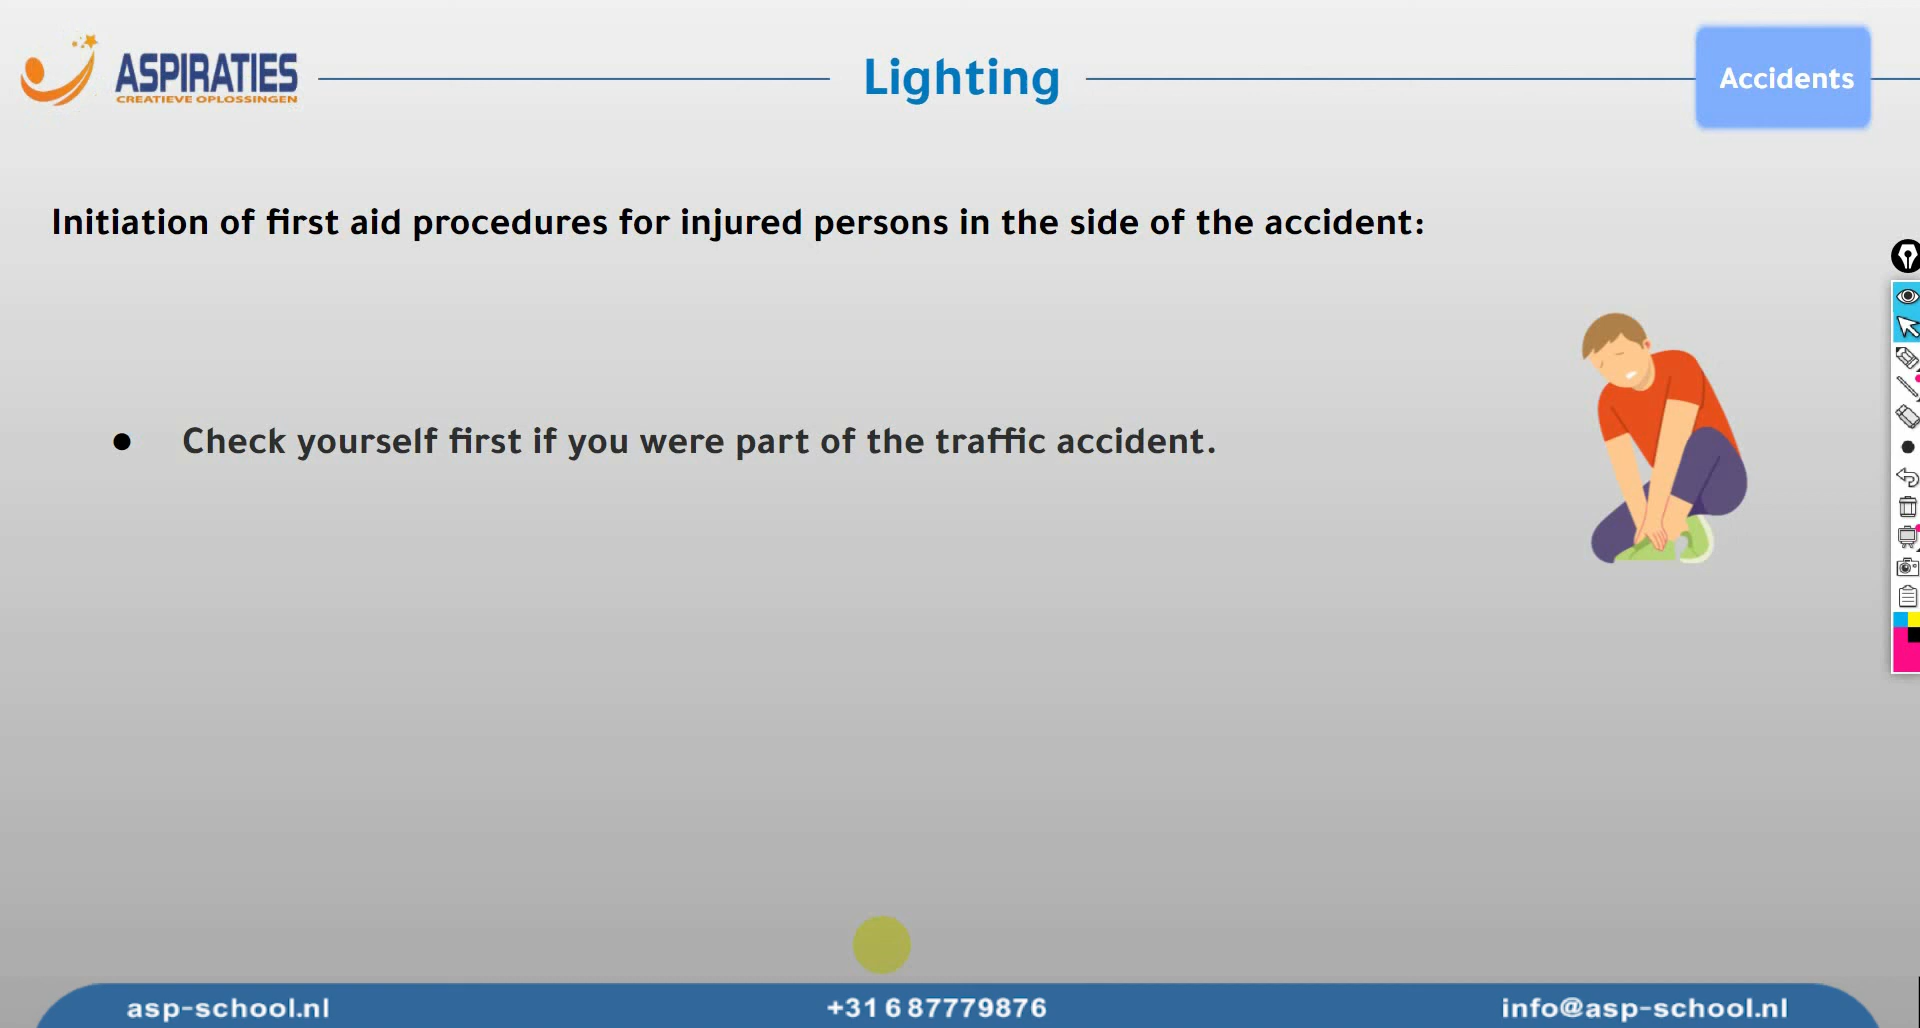 ASPIRATIES
CREATIEVE OPLOSSINGEN
Lighting
Accidents
Initiation of first aid procedures for injured persons in the side of the accident:
● Check yourself first if you were part of the traffic accident.
asp-school.nl
+31 6 87779876
info@asp-school.nl